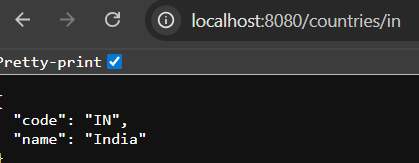 localhost:8080/countries/in
Pretty-print
{
"code": "IN",
"name": "India"
}